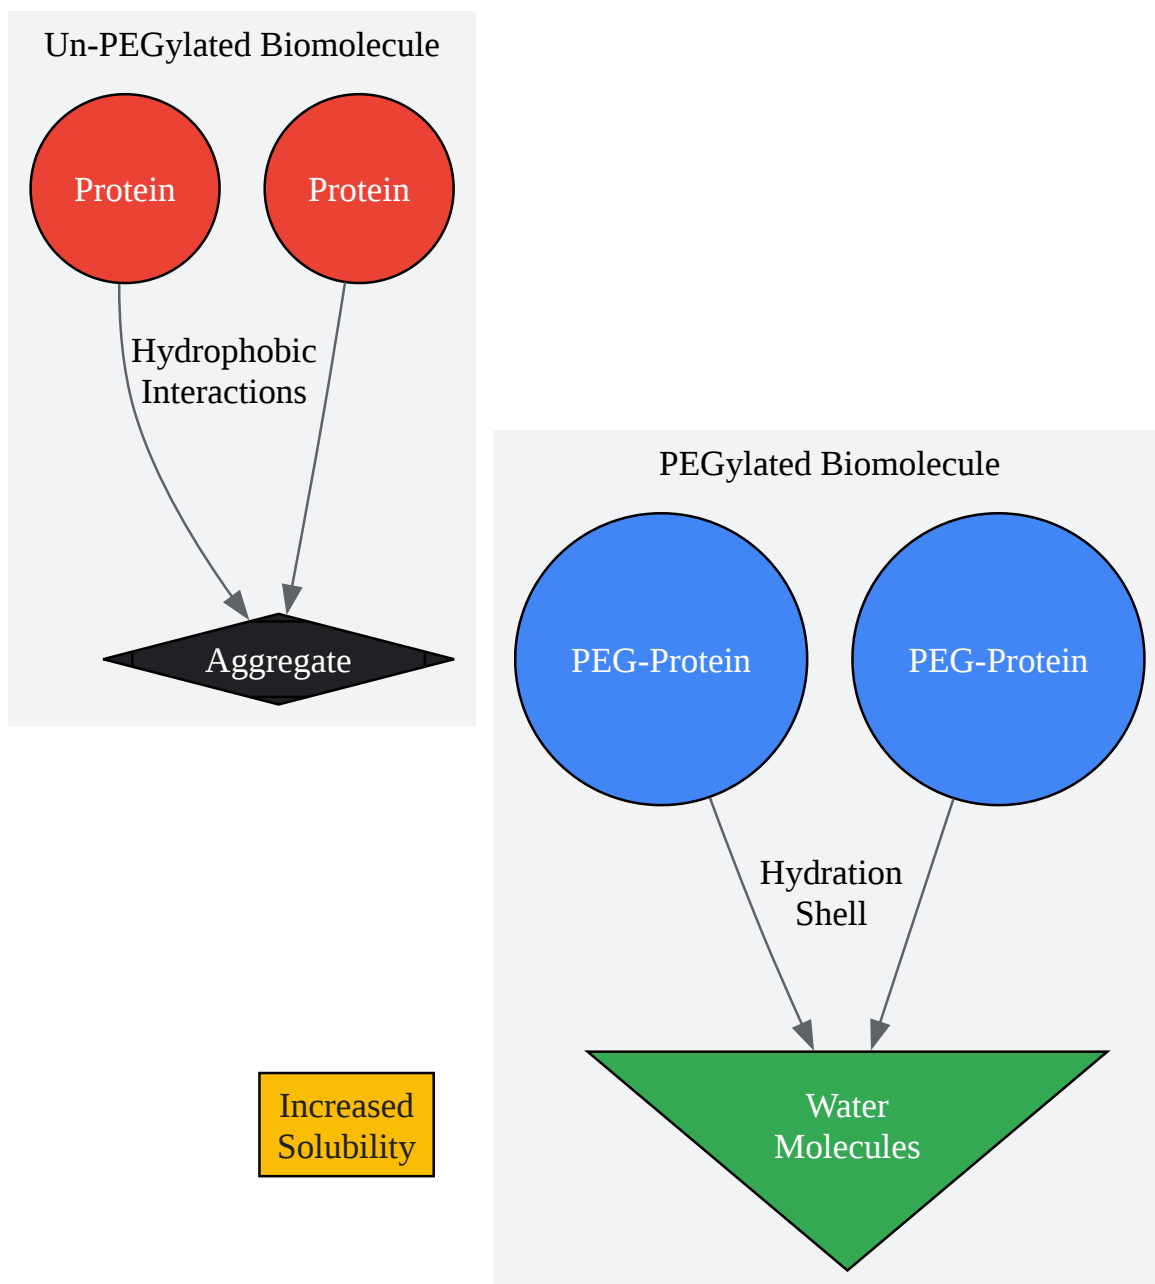 Un-PEGylated Biomolecule
Protein
Protein
Hydrophobic
Interactions
Aggregate
PEGylated Biomolecule
PEG-Protein
PEG-Protein
Hydration
Shell
Water
Molecules
Increased
Solubility